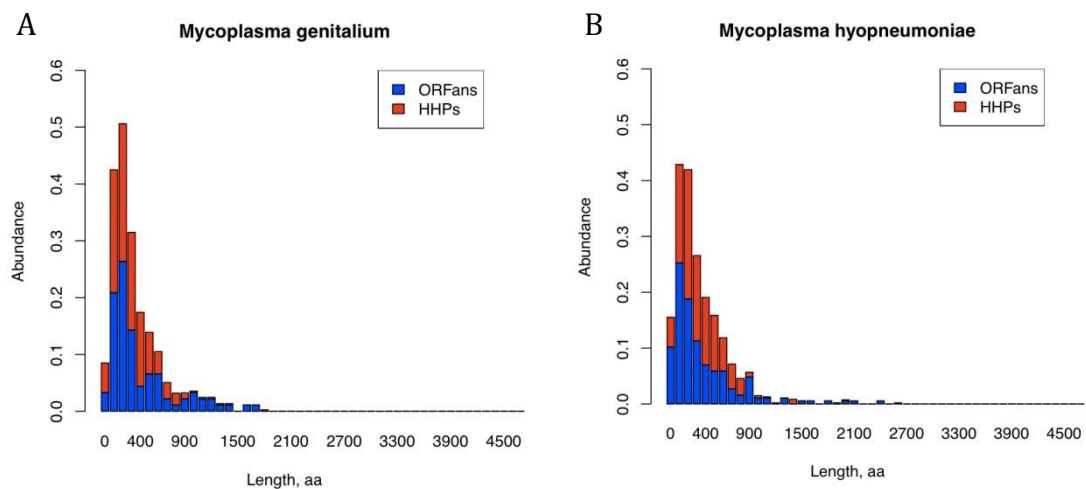 A
Mycoplasma genitalium
ORFans
HHPs
Abundance
0.0 0.1 0.2 0.3 0.4 0.5 0.6
0 400 900 1500 2100 2700 3300 3900 4500
Length, aa
B
Mycoplasma hyopneumoniae
ORFans
HHPs
Abundance
0.0 0.1 0.2 0.3 0.4 0.5 0.6
0 400 900 1500 2100 2700 3300 3900 4500
Length, aa